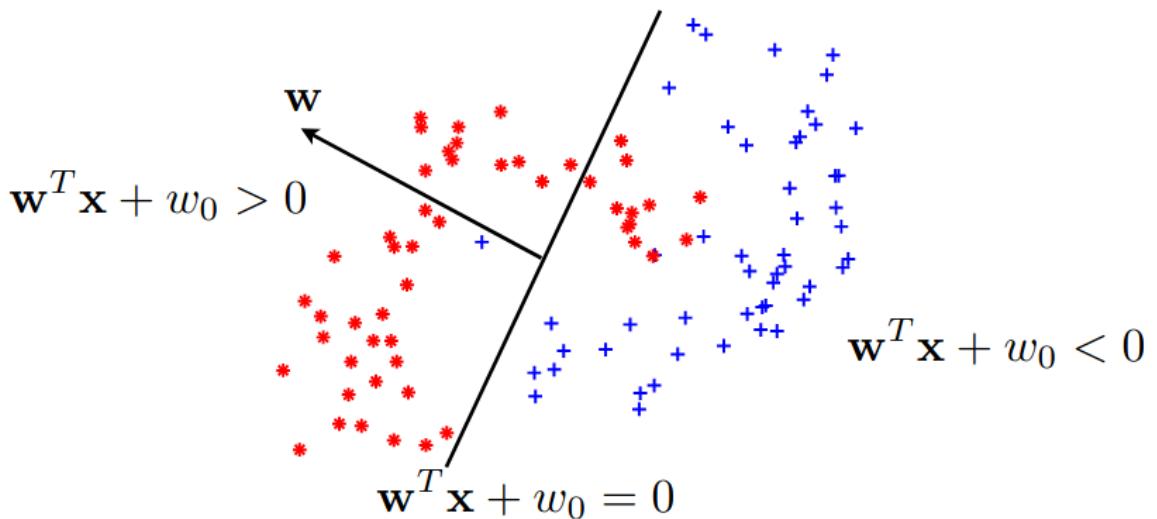 w
w^T x + w_0 > 0
w^T x + w_0 < 0
w^T x + w_0 = 0